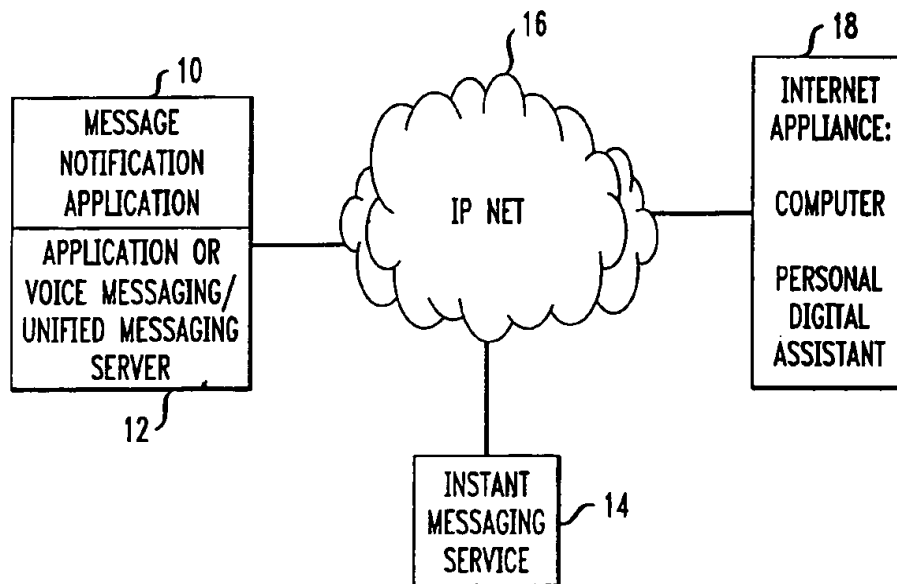 10
MESSAGE
NOTIFICATION
APPLICATION
APPLICATION OR
VOICE MESSAGING/
UNIFIED MESSAGING
SERVER
12
16
IP NET
18
INTERNET
APPLIANCE:
COMPUTER
PERSONAL
DIGITAL
ASSISTANT
INSTANT
MESSAGING
SERVICE
14